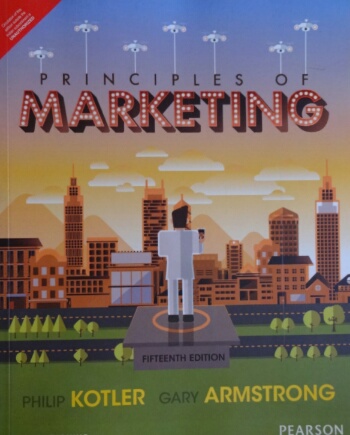 PRINCIPLES OF
MARKETING
FIFTEENTH EDITION
PHILIP KOTLER GARY ARMSTRONG
PEARSON